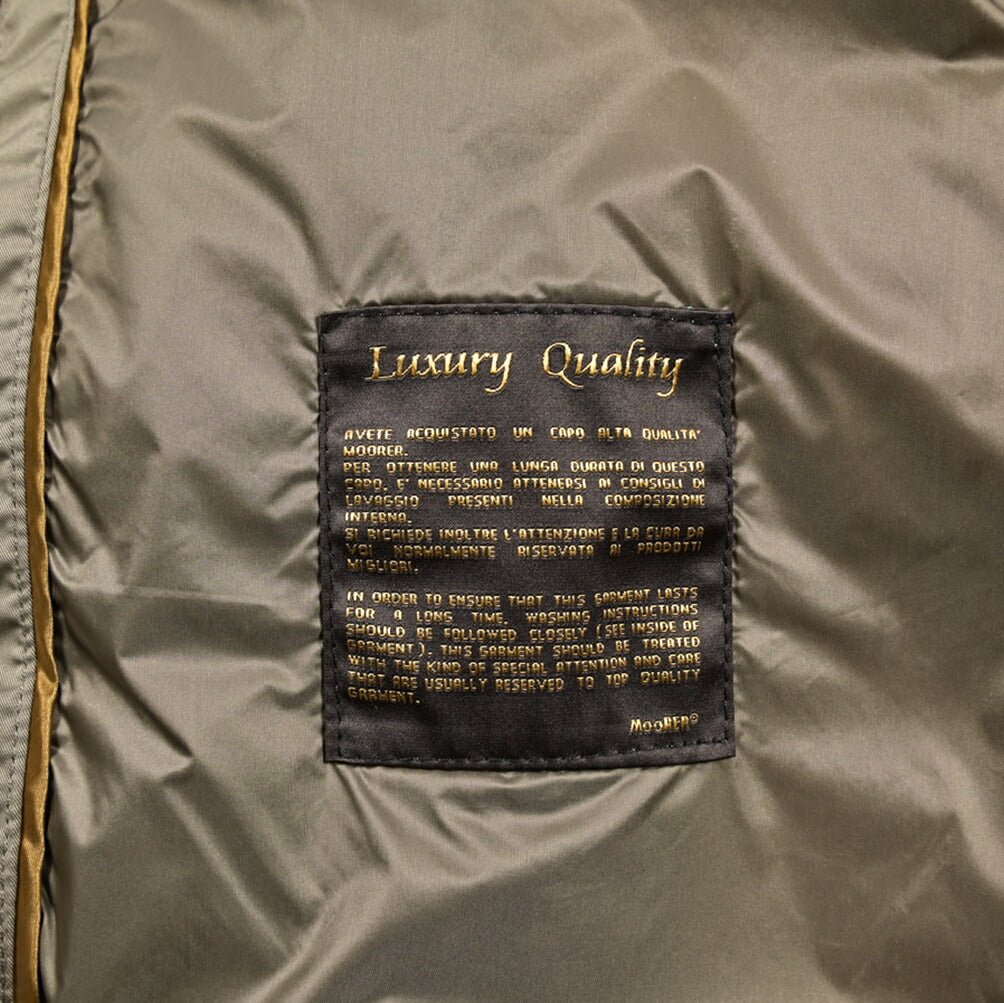 Luxury Quality
AVETE ACQUISTATO UN CAPO ALTA QUALITA'
MOORER.
PER OTTENERE UNA LUNGA DURATA DI QUESTO
CAPO, E' NECESSARIO ATTENERSI AI CONSIGLI DI
LAVAGGIO PRESENTI NELLA COMPOSIZIONE
INTERNA.
SI RICHIEDE INOLTRE L'ATTENZIONE E LA CURA DA
VOI NORMALMENTE RISERVATA AI PRODOTTI
MIGLIORI.
IN ORDER TO ENSURE THAT THIS GARMENT LASTS
FOR A LONG TIME, WASHING INSTRUCTIONS
SHOULD BE FOLLOWED CLOSELY (SEE INSIDE OF
GARMENT). THIS GARMENT SHOULD BE TREATED
WITH THE KIND OF SPECIAL ATTENTION AND CARE
THAT ARE USUALLY RESERVED TO TOP QUALITY
GARMENT.
MooRER©